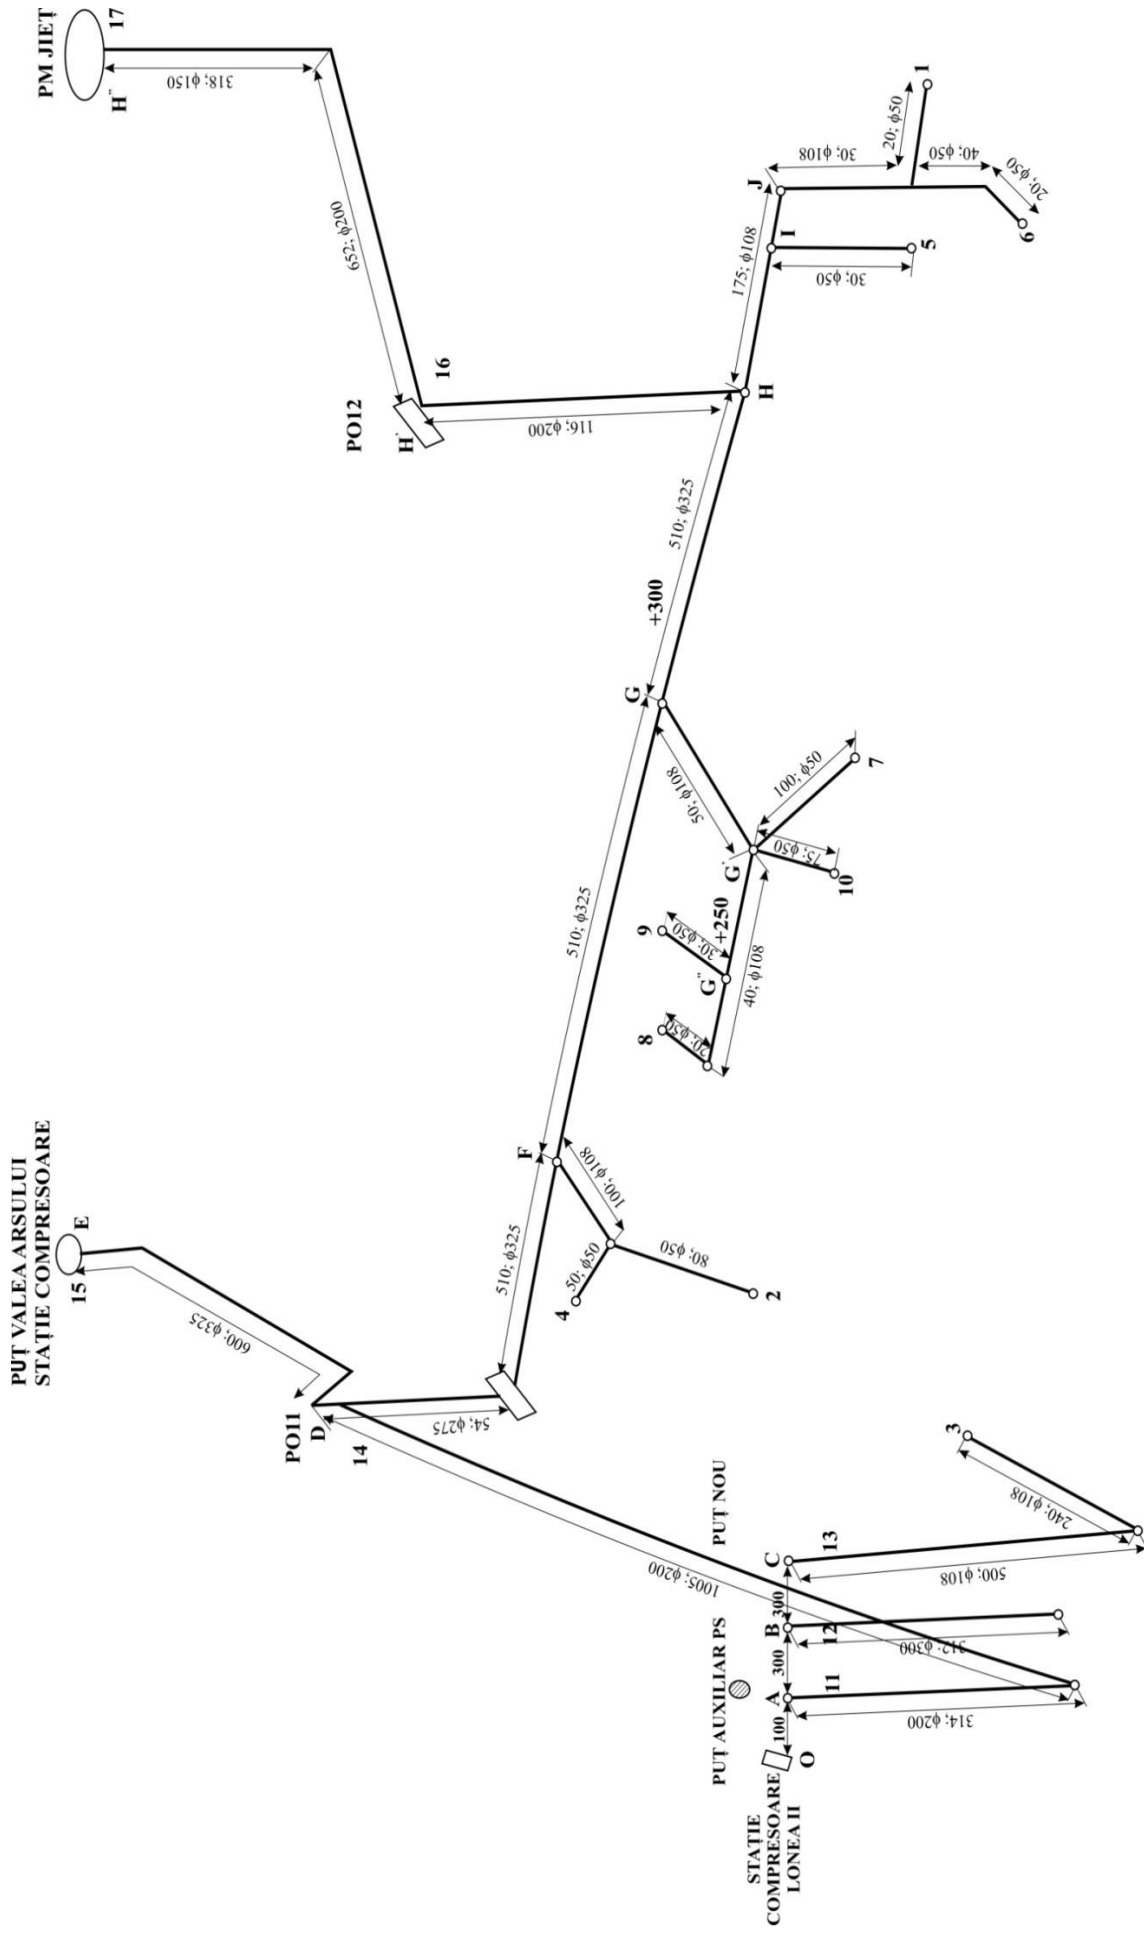 PUȚ VALEA ARSULUI
STAȚIE COMPRESOARE
15
E
600; ϕ325
PO11
D
14
54; ϕ275
1005; ϕ200
510; ϕ325
F
100; ϕ108
50; ϕ50
4
80; ϕ50
2
510; ϕ325
G
+300
50; ϕ108
G'
100; ϕ50
7
75; ϕ50
10
+250
G"
40; ϕ108
9
30; ϕ50
8
20; ϕ50
510; ϕ325
H
116; ϕ200
PO12
H'
16
652; ϕ200
PM JIEȚ
17
H"
318; ϕ150
175; ϕ108
I
J
30; ϕ50
5
30; ϕ108
20; ϕ50
1
40; ϕ50
20; ϕ50
6
STAȚIE
COMPRESOARE
LONEA II
O
100
PUȚ AUXILIAR PS
A
11
314; ϕ200
300
B
12
312; ϕ300
300
PUȚ NOU
C
13
500; ϕ108
240; ϕ108
3